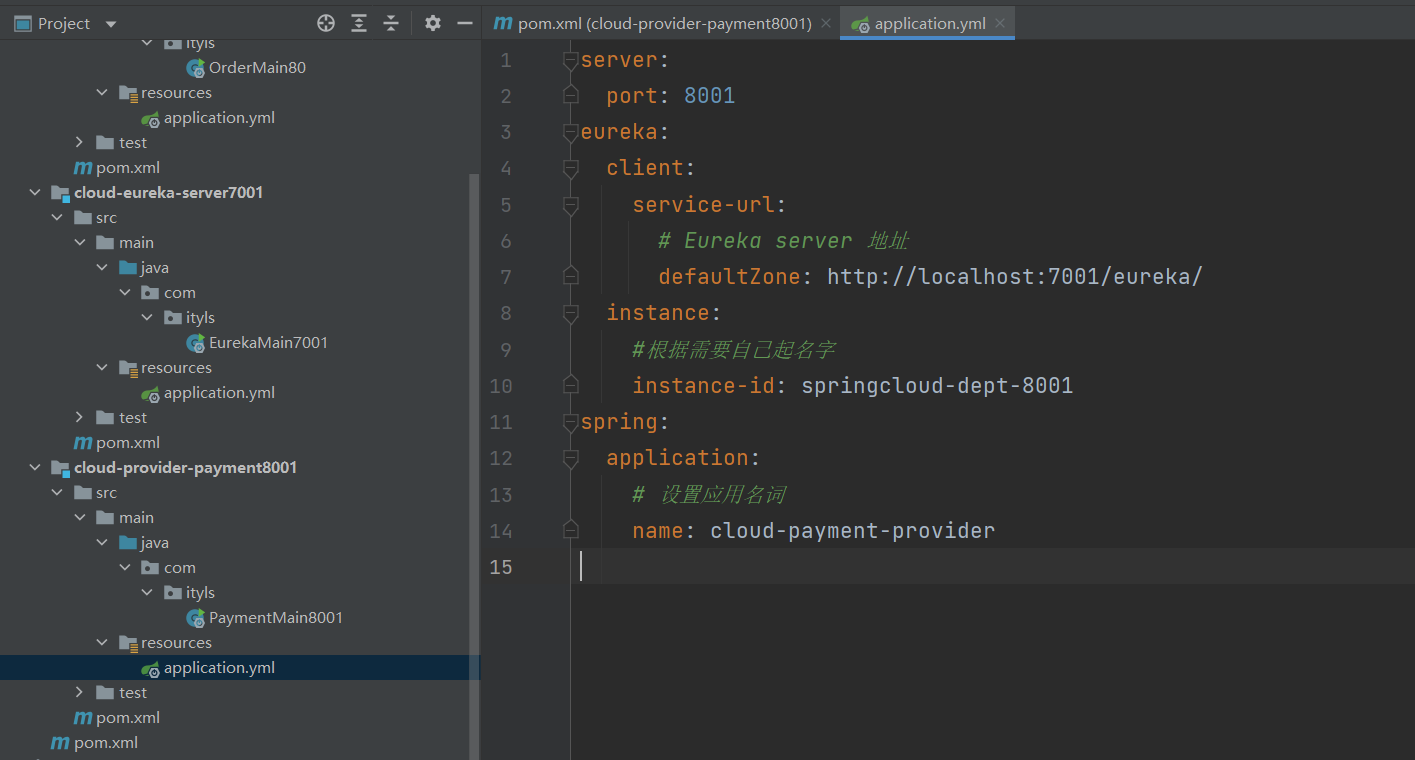 Project
ityls
OrderMain80
resources
application.yml
test
pom.xml
cloud-eureka-server7001
src
main
java
com
ityls
EurekaMain7001
resources
application.yml
test
pom.xml
cloud-provider-payment8001
src
main
java
com
ityls
PaymentMain8001
resources
application.yml
test
pom.xml
pom.xml
pom.xml (cloud-provider-payment8001)
application.yml
1 server:
2 port: 8001
3 eureka:
4 client:
5 service-url:
6 # Eureka server 地址
7 defaultZone: http://localhost:7001/eureka/
8 instance:
9 #根据需要自己起名字
10 instance-id: springcloud-dept-8001
11 spring:
12 application:
13 # 设置应用名词
14 name: cloud-payment-provider
15